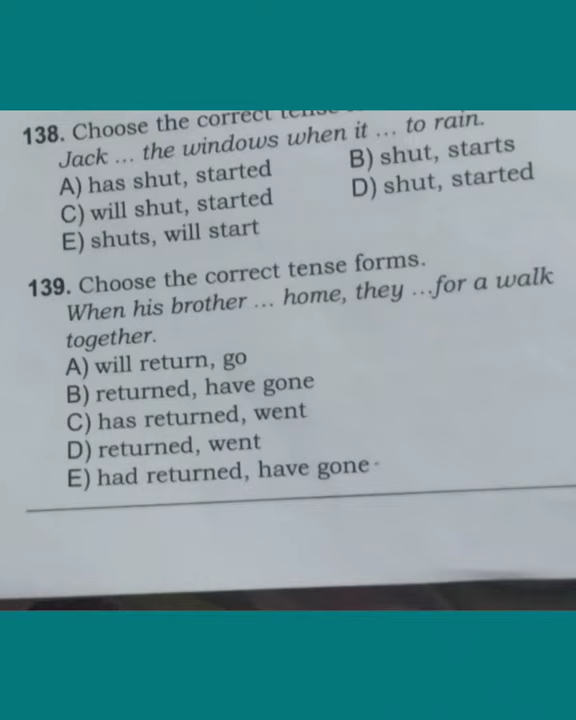 138. Choose the correct
Jack ... the windows when it ... to rain.
A) has shut, started
B) shut, starts
C) will shut, started
D) shut, started
E) shuts, will start
139. Choose the correct tense forms.
When his brother ... home, they ...for a walk
together.
A) will return, go
B) returned, have gone
C) has returned, went
D) returned, went
E) had returned, have gone